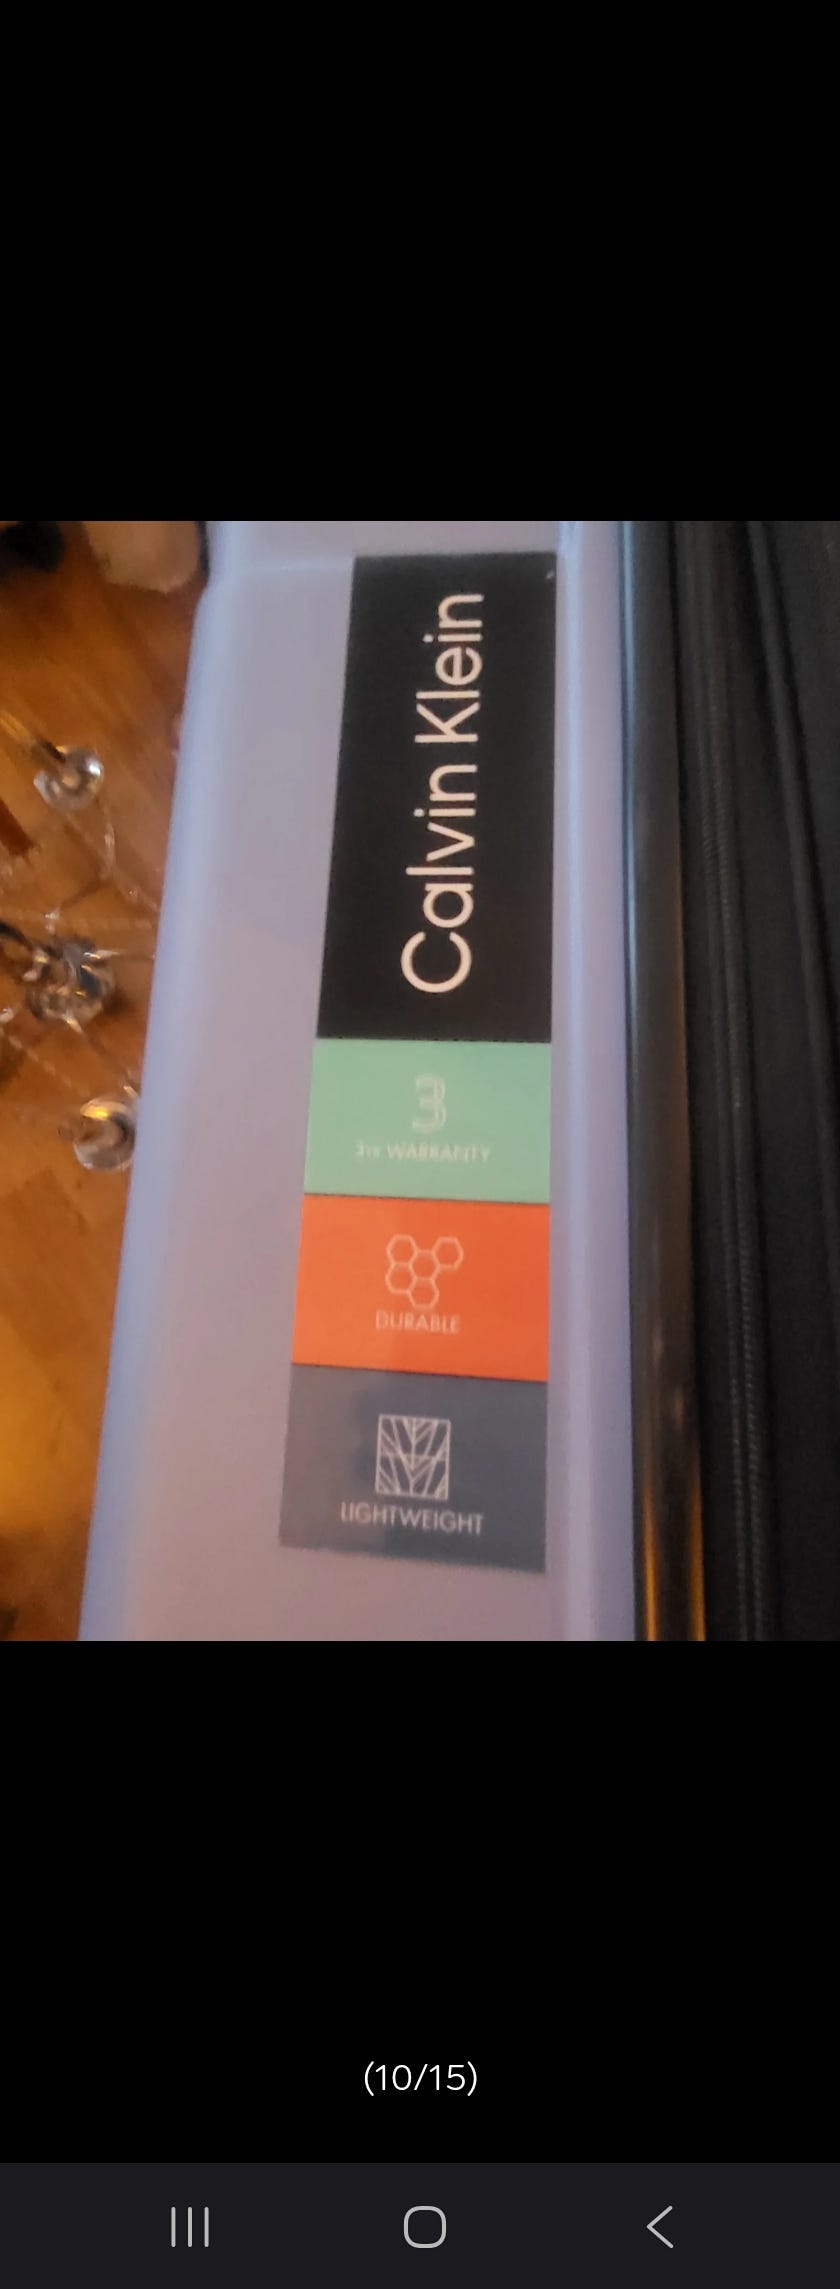 Calvin Klein
3
3YR WARRANTY
DURABLE
LIGHTWEIGHT
(10/15)